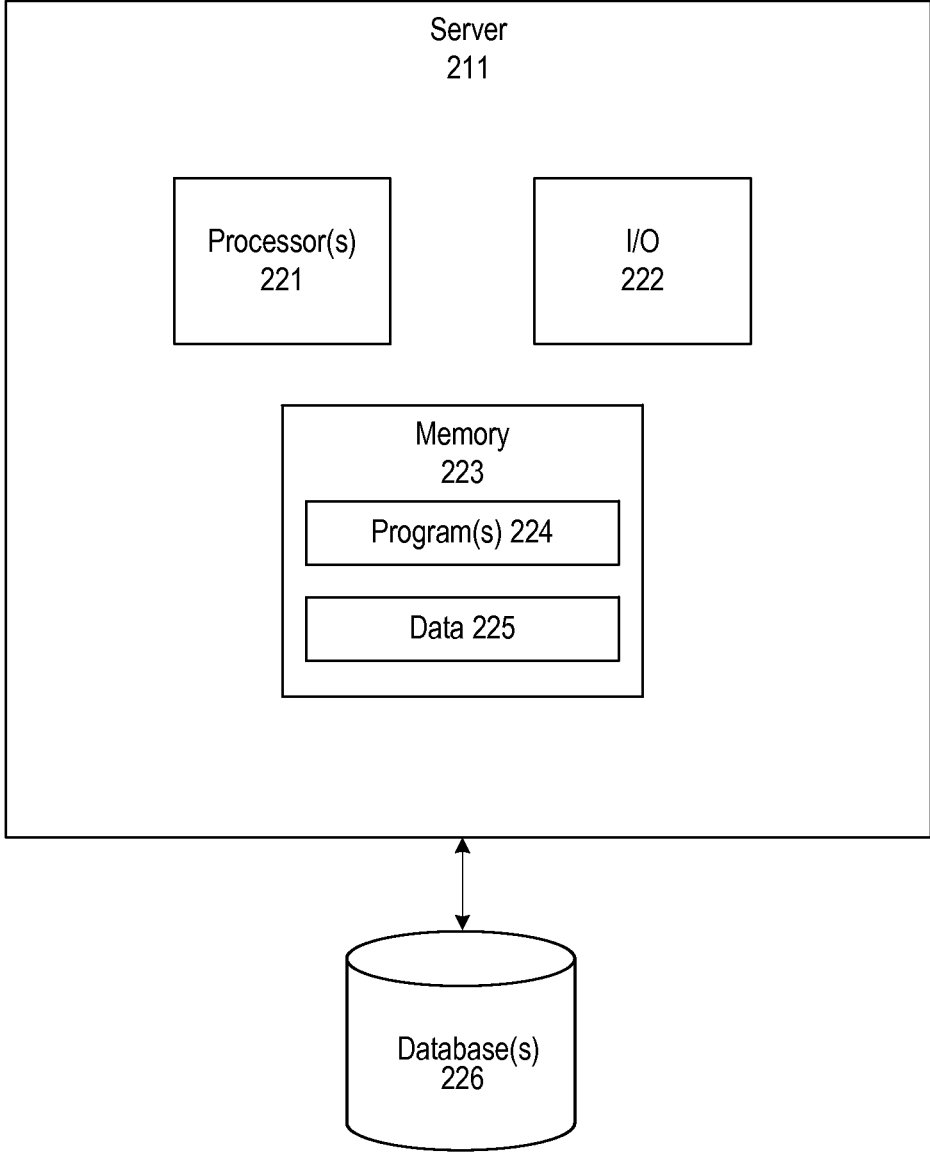 Server
211
Processor(s)
221
I/O
222
Memory
223
Program(s) 224
Data 225
Database(s)
226